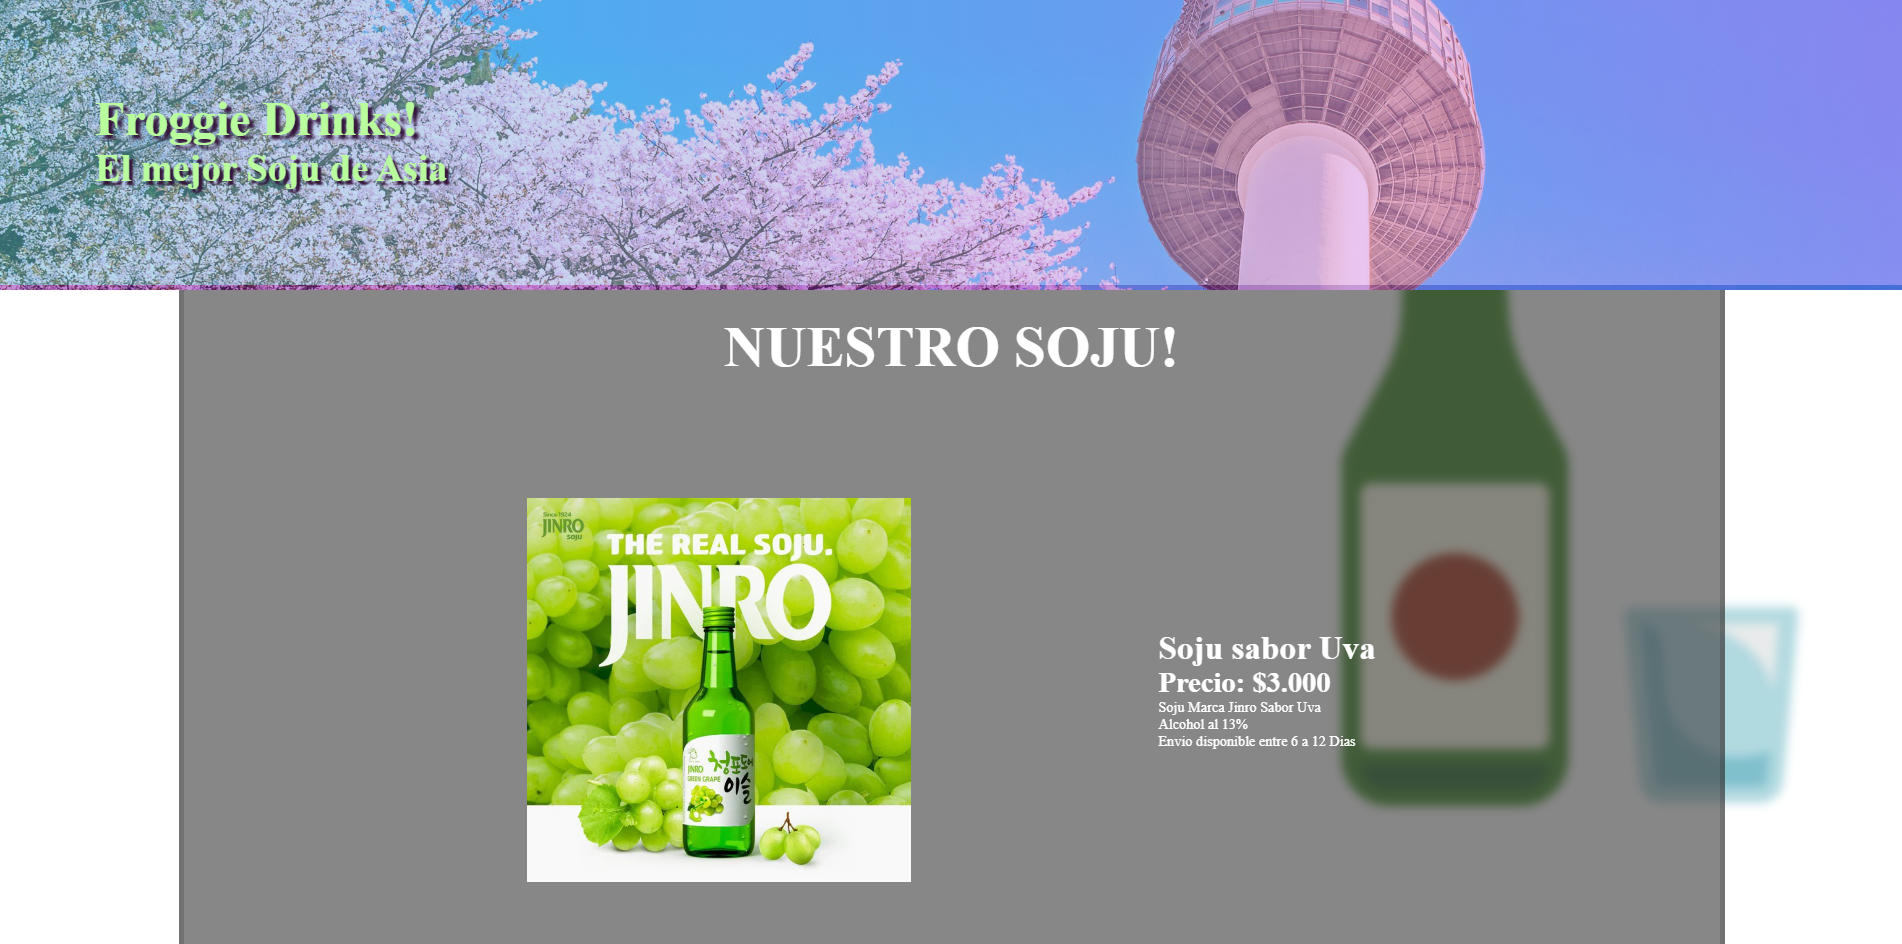 Froggie Drinks!
El mejor Soju de Asia
NUESTRO SOJU!
Since 1924
JINRO
soju
THE REAL SOJU.
JINRO
청포도에
이슬
JINRO
GREEN GRAPE
Soju sabor Uva
Precio: $3.000
Soju Marca Jinro Sabor Uva
Alcohol al 13%
Envio disponible entre 6 a 12 Dias